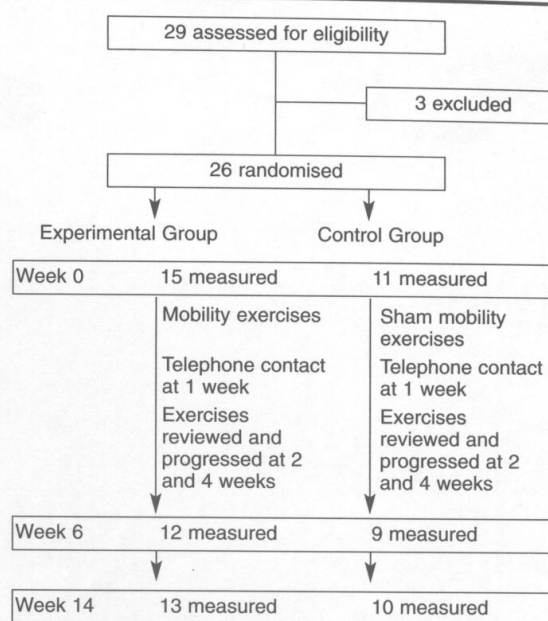 29 assessed for eligibility
3 excluded
26 randomised
Experimental Group Control Group
Week 0 15 measured 11 measured
Mobility exercises
Telephone contact
at 1 week
Exercises
reviewed and
progressed at 2
and 4 weeks
Sham mobility
exercises
Telephone contact
at 1 week
Exercises
reviewed and
progressed at 2
and 4 weeks
Week 6 12 measured 9 measured
Week 14 13 measured 10 measured